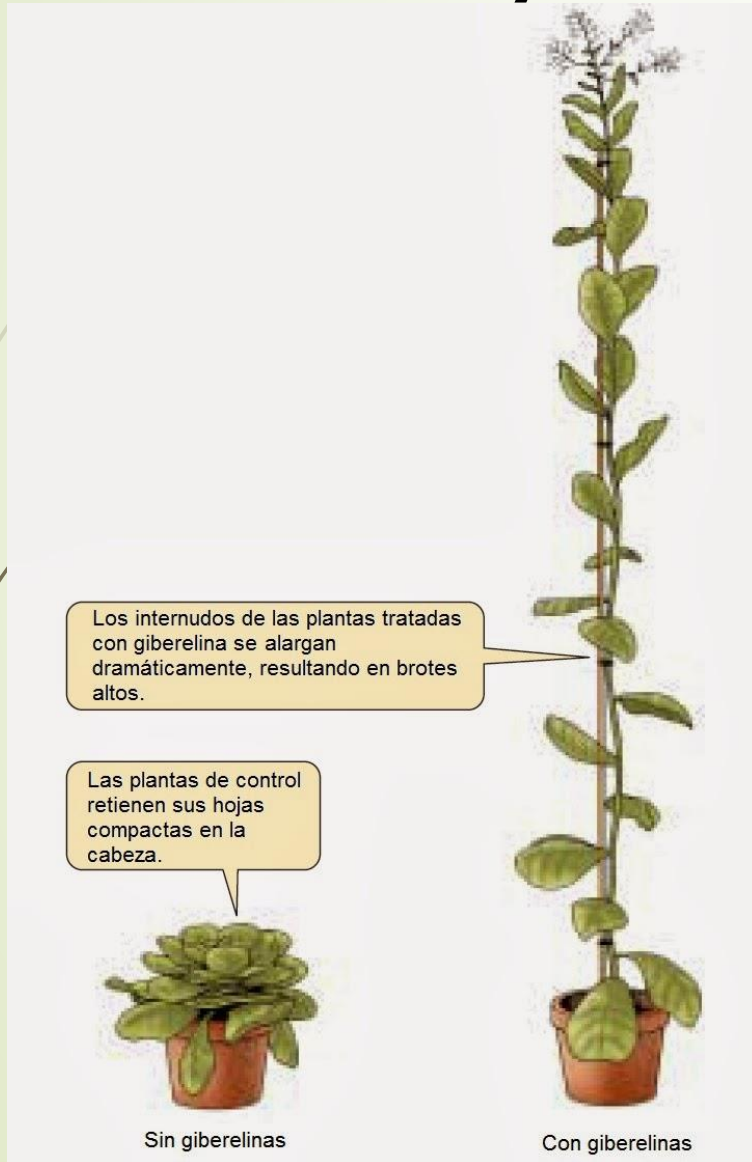 Los internudos de las plantas tratadas
con giberelina se alargan
dramáticamente, resultando en brotes
altos.
Las plantas de control
retienen sus hojas
compactas en la
cabeza.
Sin giberelinas
Con giberelinas